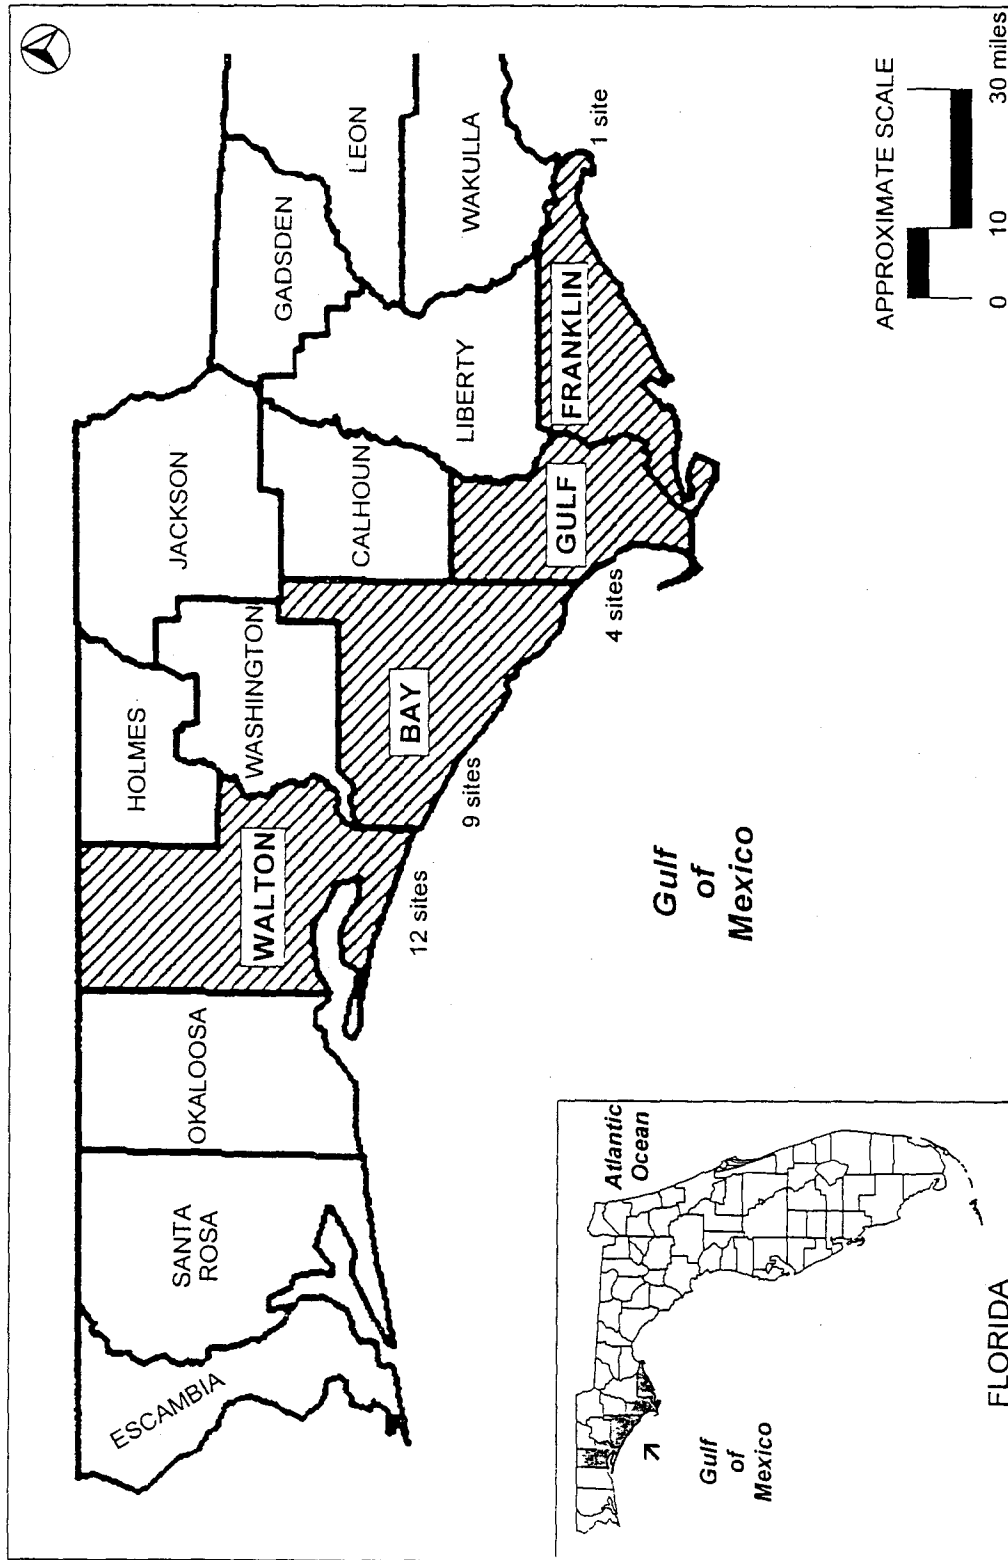 ESCAMBIA
SANTA
ROSA
OKALOOSA
WALTON
HOLMES
WASHINGTON
BAY
JACKSON
CALHOUN
GULF
GADSDEN
LIBERTY
FRANKLIN
LEON
WAKULLA
12 sites
9 sites
4 sites
1 site
Gulf
of
Mexico
APPROXIMATE SCALE
0 10 30 miles
Atlantic
Ocean
Gulf
of
Mexico
FLORIDA